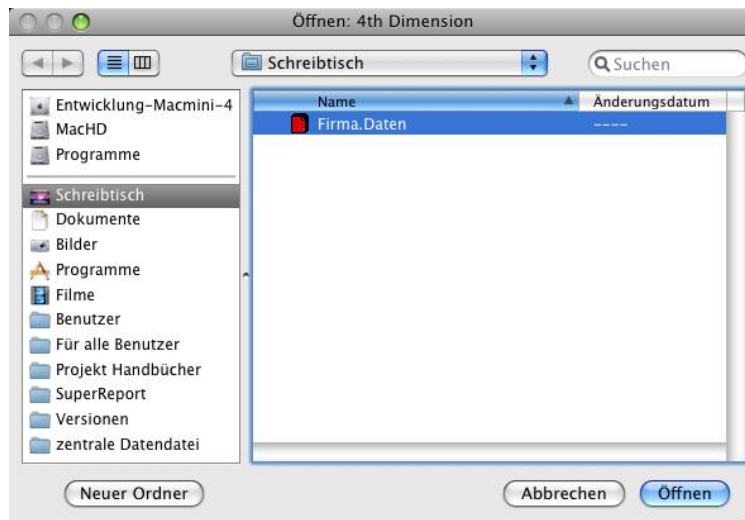 Öffnen: 4th Dimension
Schreibtisch
Suchen
Entwicklung-Macmini-4
MacHD
Programme
Schreibtisch
Dokumente
Bilder
Programme
Filme
Benutzer
Für alle Benutzer
Projekt Handbücher
SuperReport
Versionen
zentrale Datendatei
Name Änderungsdatum
Firma.Daten ----
Neuer Ordner Abbrechen Öffnen